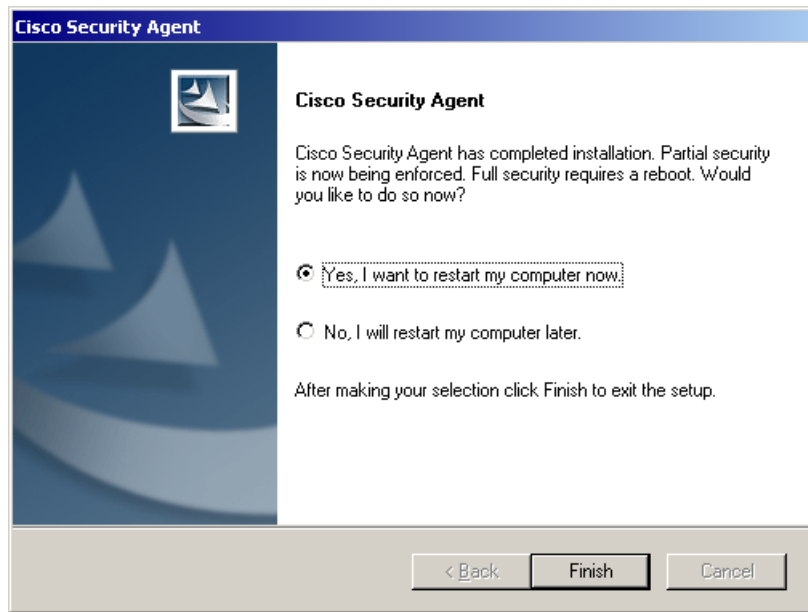 Cisco Security Agent
Cisco Security Agent
Cisco Security Agent has completed installation. Partial security
is now being enforced. Full security requires a reboot. Would
you like to do so now?
Yes, I want to restart my computer now.
No, I will restart my computer later.
After making your selection click Finish to exit the setup.
< Back
Finish
Cancel